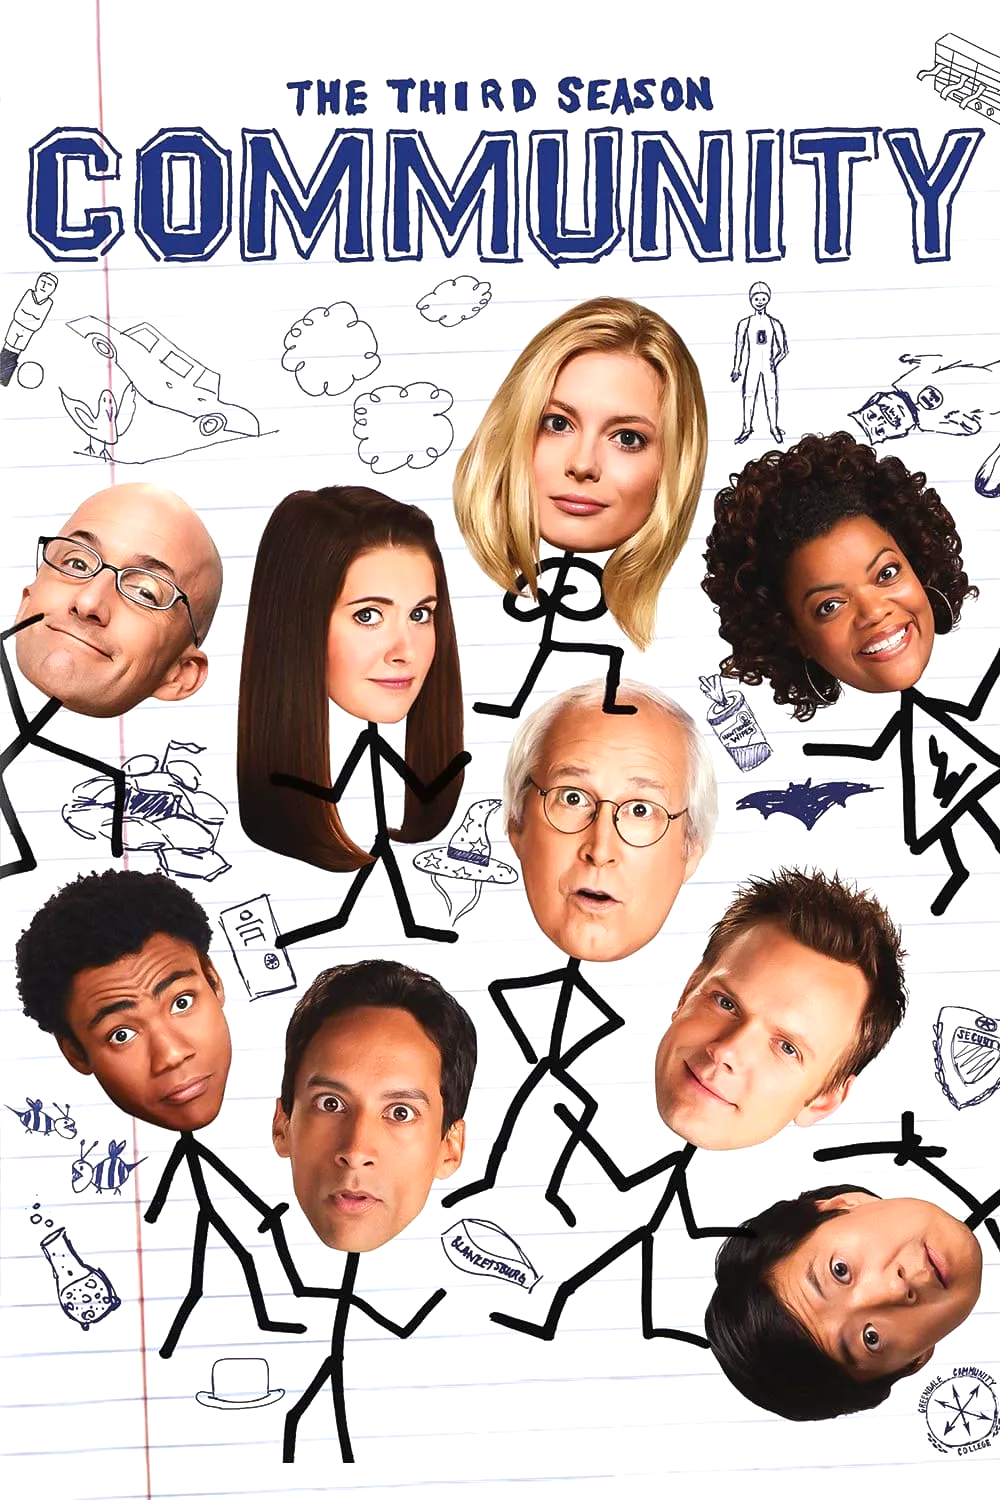 THE THIRD SEASON
COMMUNITY
HAWTHORNE
WIPES
SECURITY
BLANKETSBURG
GREENDALE COMMUNITY
COLLEGE